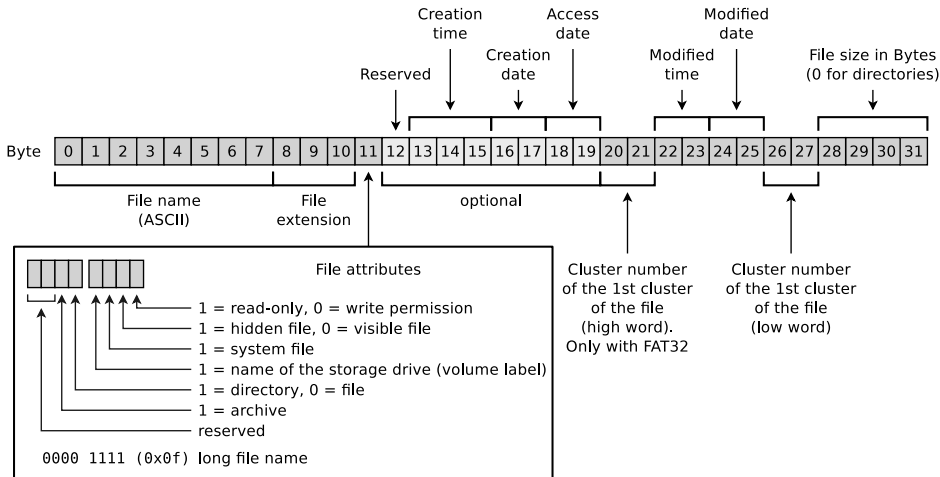 Creation
time
Access
date
Modified
date
Reserved
Creation
date
Modified
time
File size in Bytes
(0 for directories)
Byte 0 1 2 3 4 5 6 7 8 9 10 11 12 13 14 15 16 17 18 19 20 21 22 23 24 25 26 27 28 29 30 31
File name
(ASCII)
File
extension
optional
Cluster number
of the 1st cluster
of the file
(high word).
Only with FAT32
Cluster number
of the 1st cluster
of the file
(low word)
File attributes
1 = read-only, 0 = write permission
1 = hidden file, 0 = visible file
1 = system file
1 = name of the storage drive (volume label)
1 = directory, 0 = file
1 = archive
reserved
0000 1111 (0x0f) long file name